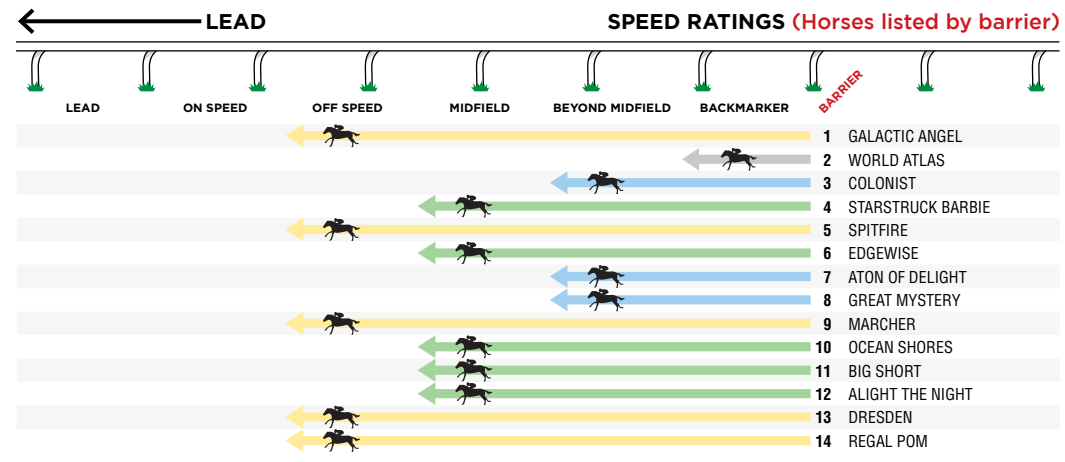 LEAD SPEED RATINGS (Horses listed by barrier)
LEAD ON SPEED OFF SPEED MIDFIELD BEYOND MIDFIELD BACKMARKER BARRIER
1 GALACTIC ANGEL
2 WORLD ATLAS
3 COLONIST
4 STARSTRUCK BARBIE
5 SPITFIRE
6 EDGEWISE
7 ATON OF DELIGHT
8 GREAT MYSTERY
9 MARCHER
10 OCEAN SHORES
11 BIG SHORT
12 ALIGHT THE NIGHT
13 DRESDEN
14 REGAL POM